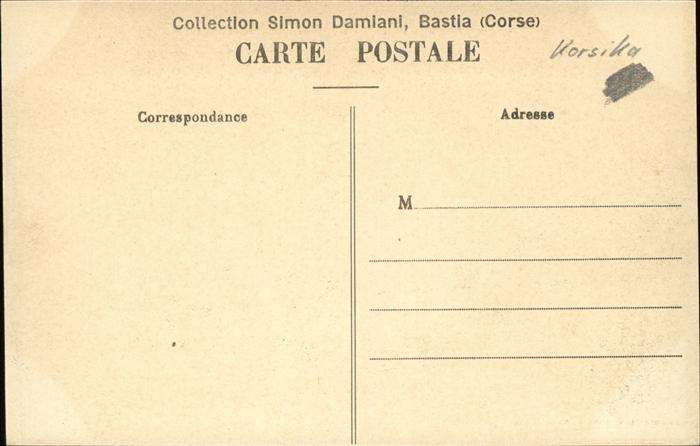 Collection Simon Damiani, Bastia (Corse)
CARTE POSTALE
Korsika
Correspondance
Adresse
M